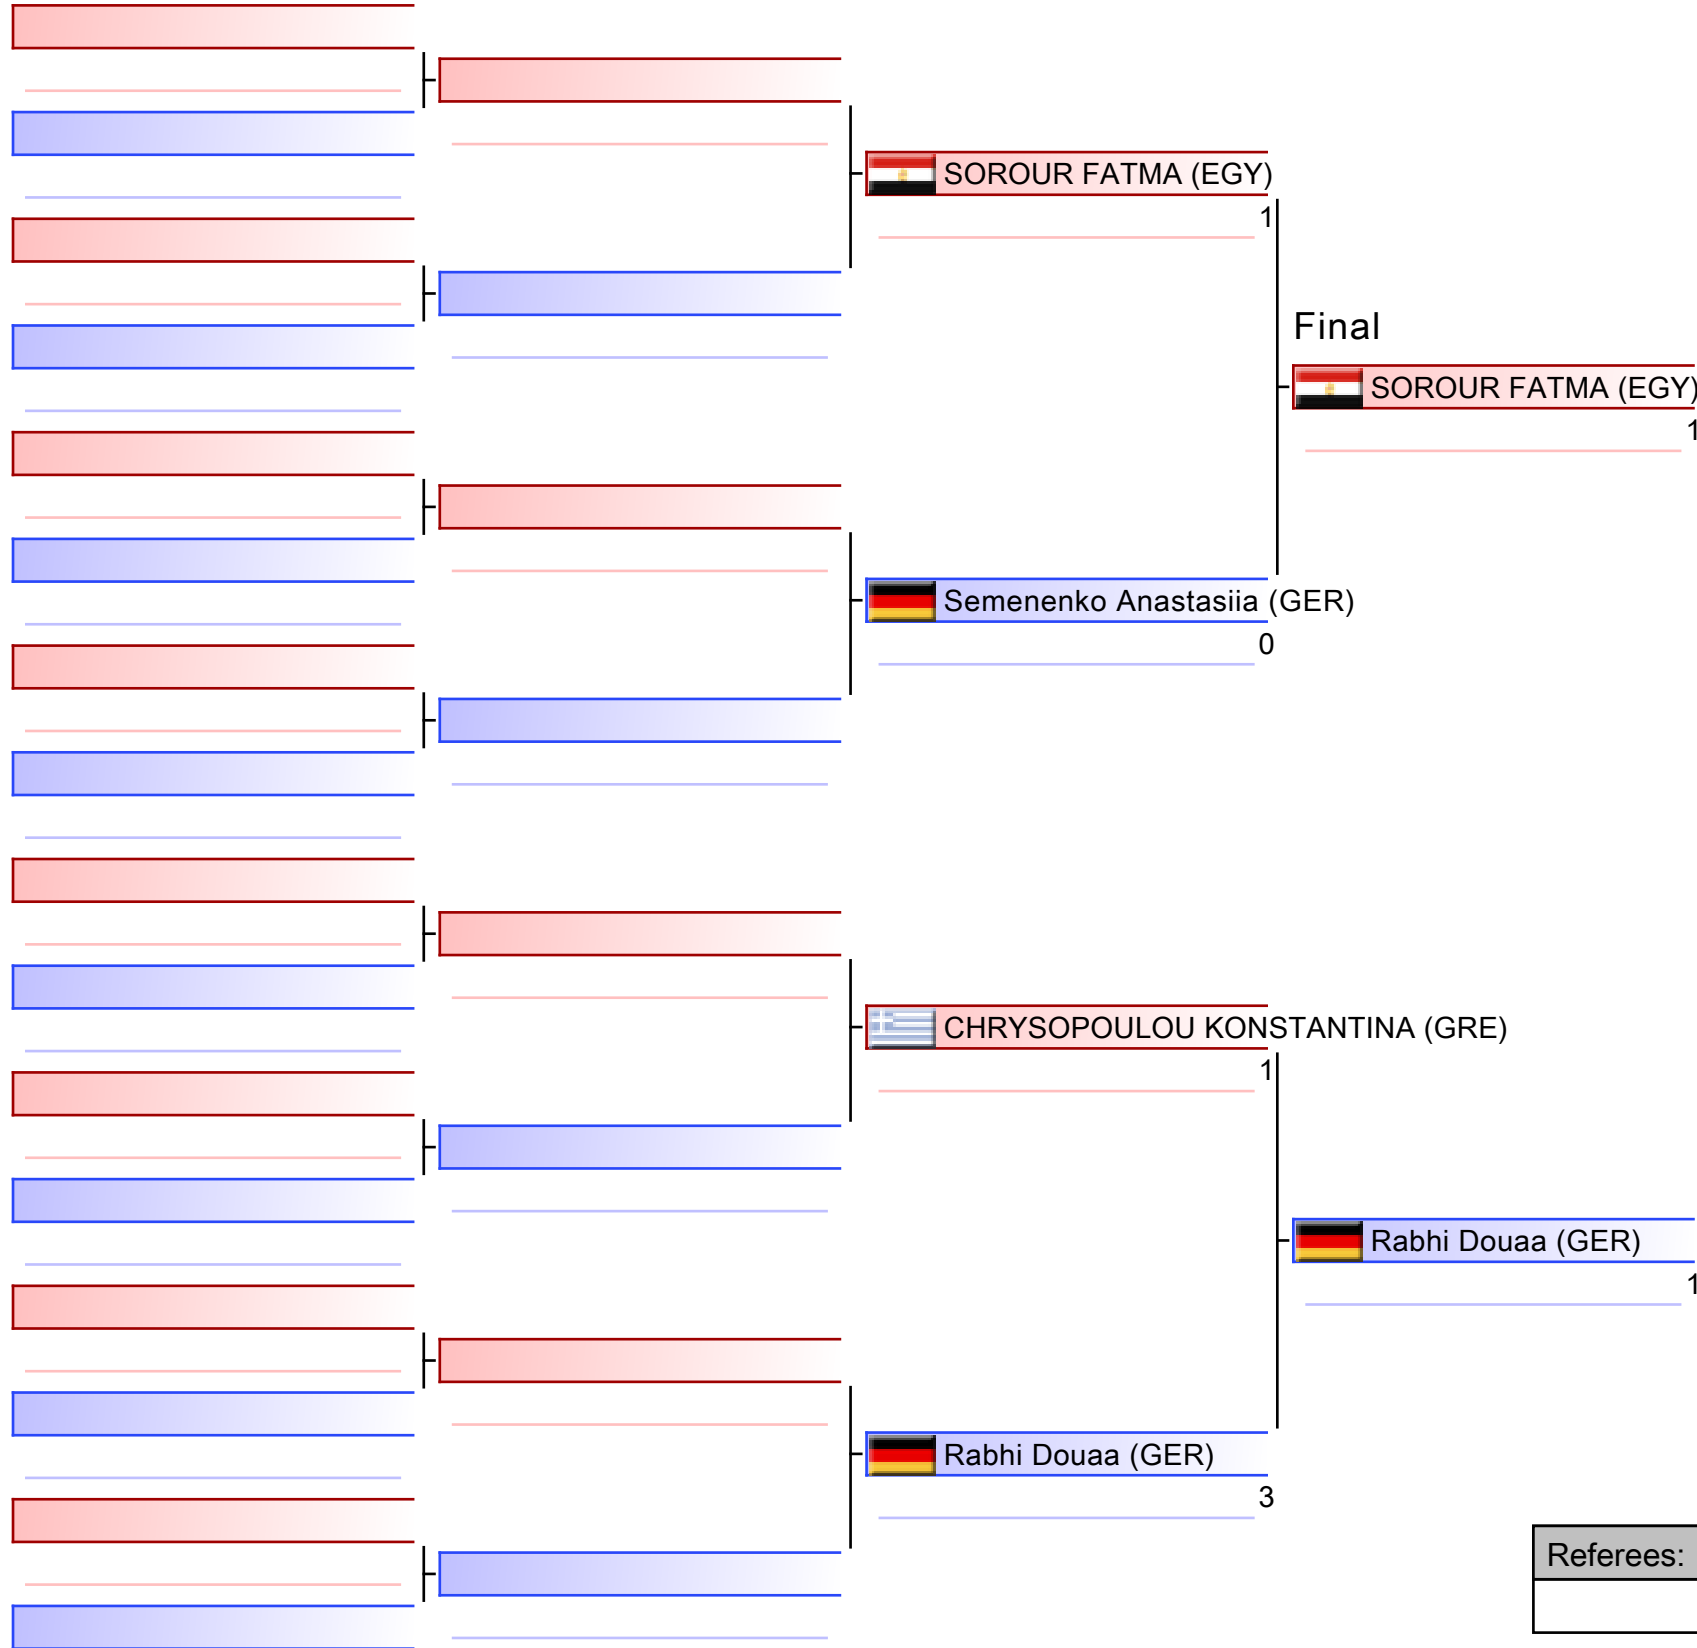 SOROUR FATMA (EGY)
1
Final
SOROUR FATMA (EGY)
1
Semenenko Anastasiia (GER)
0
CHRYSOPOULOU KONSTANTINA (GRE)
1
Rabhi Douaa (GER)
1
Rabhi Douaa (GER)
3
Referees: